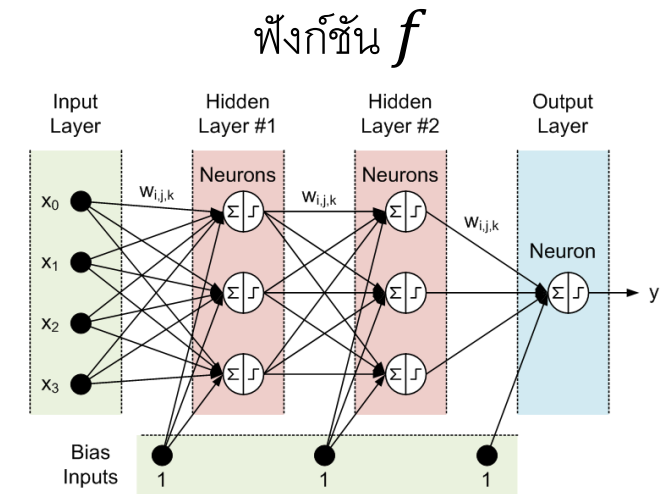 ฟังก์ชัน f
Input
Layer
Hidden
Layer #1
Hidden
Layer #2
Output
Layer
Neurons
Neurons
Neuron
wi,j,k
wi,j,k
wi,j,k
x0
x1
x2
x3
Σ
Σ
Σ
Σ
Σ
Σ
Σ
y
Bias
Inputs
1
1
1